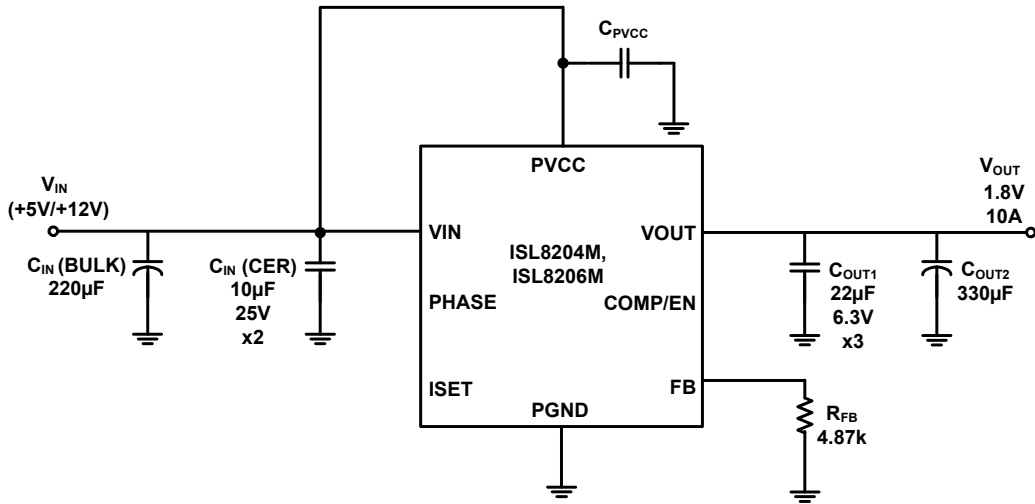 C_PVCC
PVCC
V_IN
(+5V/+12V)
C_IN (BULK)
220µF
C_IN (CER)
10µF
25V
x2
VIN
PHASE
ISET
ISL8204M,
ISL8206M
PGND
VOUT
COMP/EN
FB
V_OUT
1.8V
10A
C_OUT1
22µF
6.3V
x3
C_OUT2
330µF
R_FB
4.87k